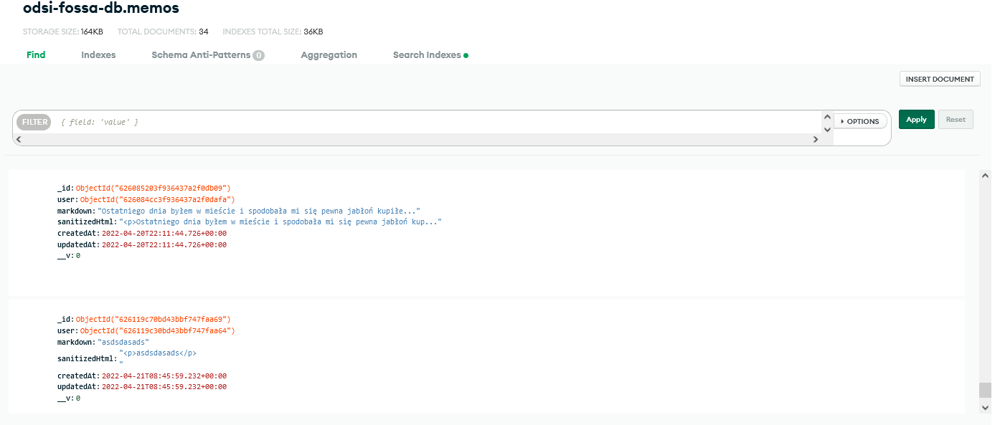 odsi-fossa-db.memos
STORAGE SIZE: 164KB TOTAL DOCUMENTS: 34 INDEXES TOTAL SIZE: 36KB
Find Indexes Schema Anti-Patterns 0 Aggregation Search Indexes
INSERT DOCUMENT
FILTER { field: 'value' } OPTIONS Apply Reset
_id: ObjectId("626085203f936437a2f0db09")
user: ObjectId("626084cc3f936437a2f0dafa")
markdown: "Ostatniego dnia byłem w mieście i spodobała mi się pewna jabłoń kupiłe..."
sanitizedHtml: "<p>Ostatniego dnia byłem w mieście i spodobała mi się pewna jabłoń kup..."
createdAt: 2022-04-20T22:11:44.726+00:00
updatedAt: 2022-04-20T22:11:44.726+00:00
__v: 0
_id: ObjectId("626119c70bd43bbf747faa69")
user: ObjectId("626119c30bd43bbf747faa64")
markdown: "asdsdasads"
sanitizedHtml: "<p>asdsdasads</p>
"
createdAt: 2022-04-21T08:45:59.232+00:00
updatedAt: 2022-04-21T08:45:59.232+00:00
__v: 0